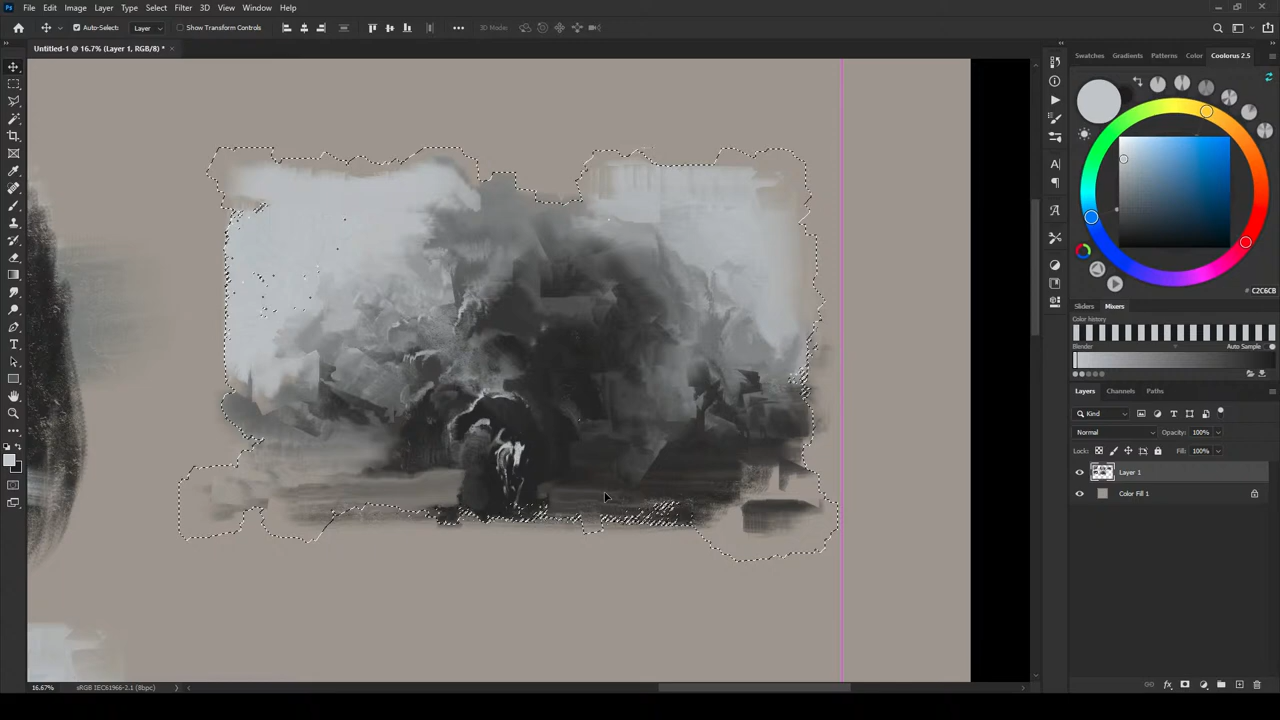 Ps File Edit Image Layer Type Select Filter 3D View Window Help
Auto-Select: Layer Show Transform Controls 3D Mode:
Untitled-1 @ 16.7% (Layer 1, RGB/8) *
Swatches Gradients Patterns Color Coolorus 2.5
# C2C6CB
Sliders Mixers
Color history
Blender Auto Sample
Layers Channels Paths
Kind
Normal Opacity: 100%
Lock: Fill: 100%
Layer 1
Color Fill 1
16.67% sRGB IEC61966-2.1 (8bpc)